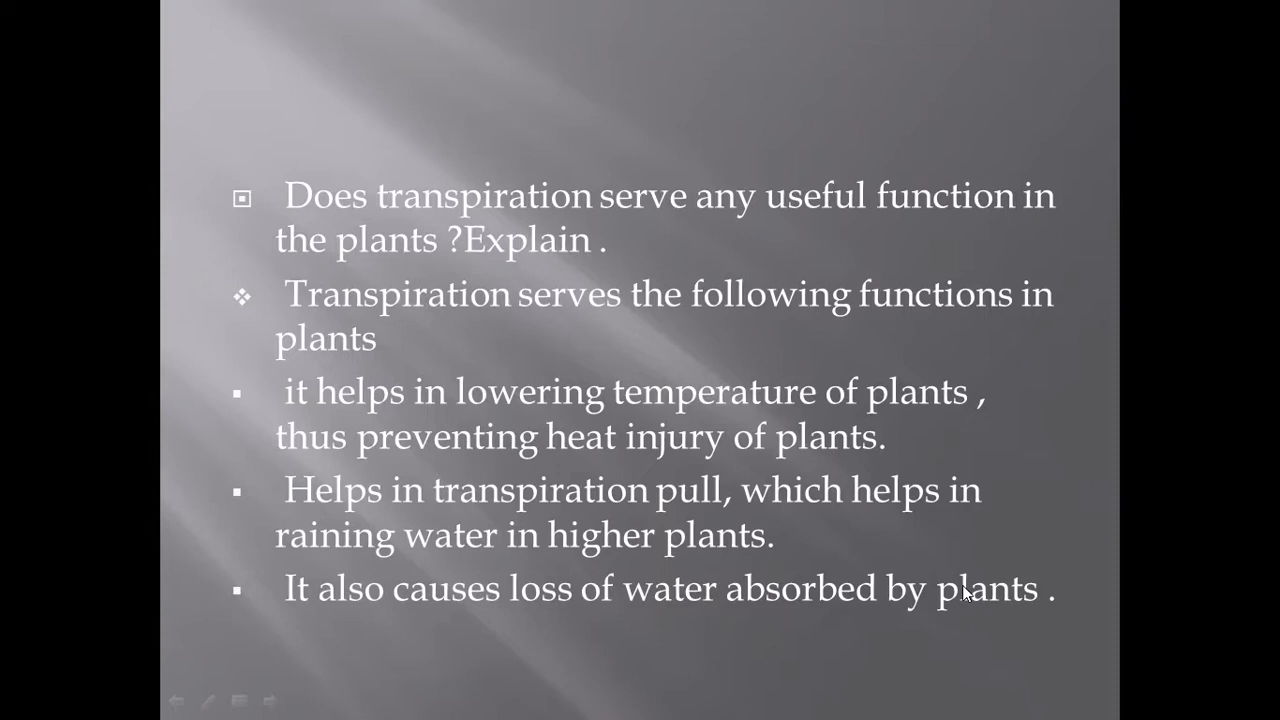 Does transpiration serve any useful function in
the plants ?Explain .
Transpiration serves the following functions in
plants
it helps in lowering temperature of plants ,
thus preventing heat injury of plants.
Helps in transpiration pull, which helps in
raining water in higher plants.
It also causes loss of water absorbed by plants .